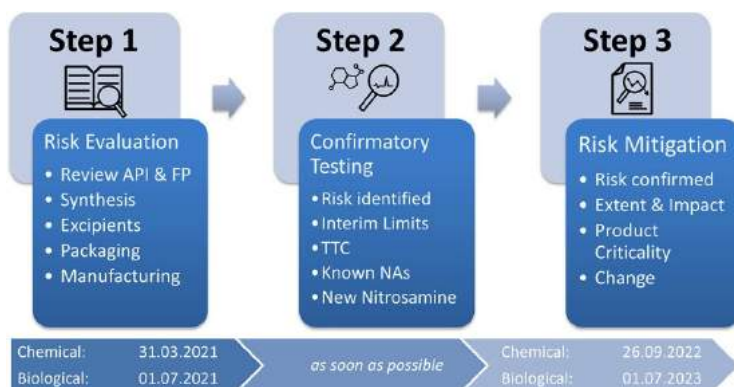 Step 1
Risk Evaluation
• Review API & FP
• Synthesis
• Excipients
• Packaging
• Manufacturing
Step 2
Confirmatory
Testing
• Risk identified
• Interim Limits
• TTC
• Known NAs
• New Nitrosamine
Step 3
Risk Mitigation
• Risk confirmed
• Extent & Impact
• Product
Criticality
• Change
Chemical: 31.03.2021
Biological: 01.07.2021
as soon as possible
Chemical: 26.09.2022
Biological: 01.07.2023